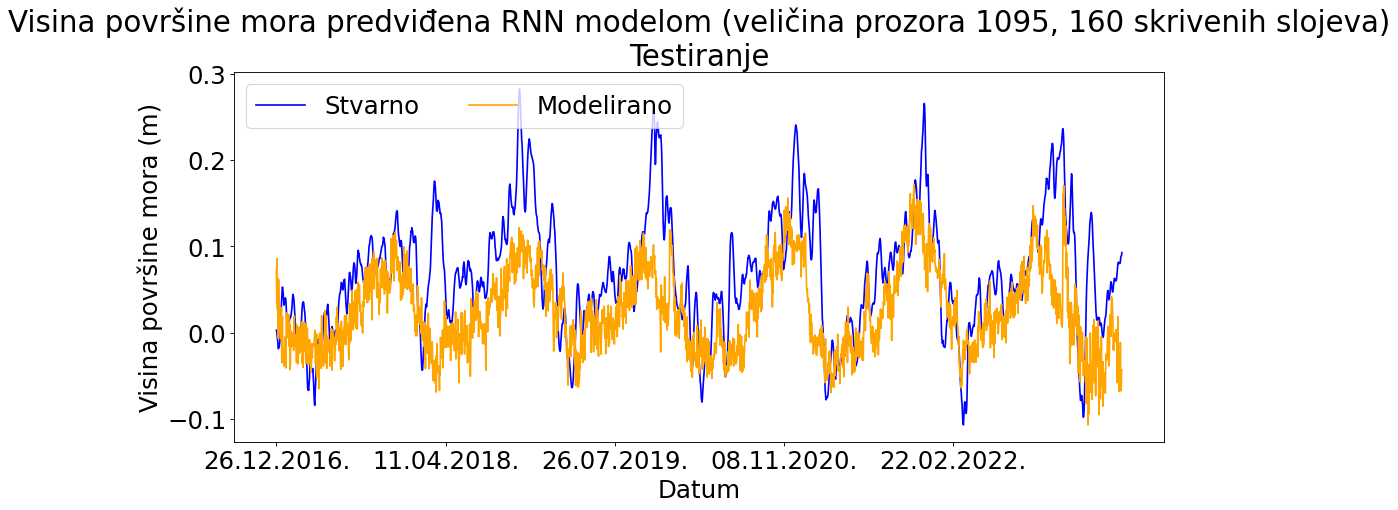 Visina površine mora predviđena RNN modelom (veličina prozora 1095, 160 skrivenih slojeva)
Testiranje
Stvarno
Modelirano
Visina površine mora (m)
0.3
0.2
0.1
0.0
−0.1
26.12.2016.
11.04.2018.
26.07.2019.
08.11.2020.
22.02.2022.
Datum